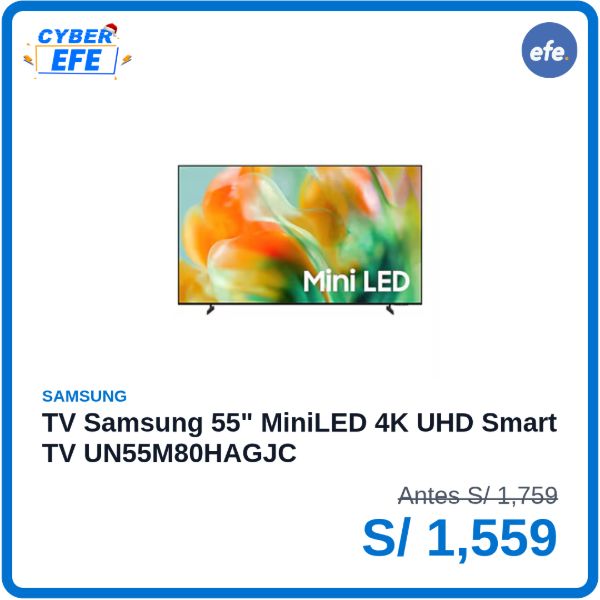 CYBER
EFE
efe.
Mini LED
SAMSUNG
TV Samsung 55" MiniLED 4K UHD Smart
TV UN55M80HAGJC
Antes S/ 1,759
S/ 1,559